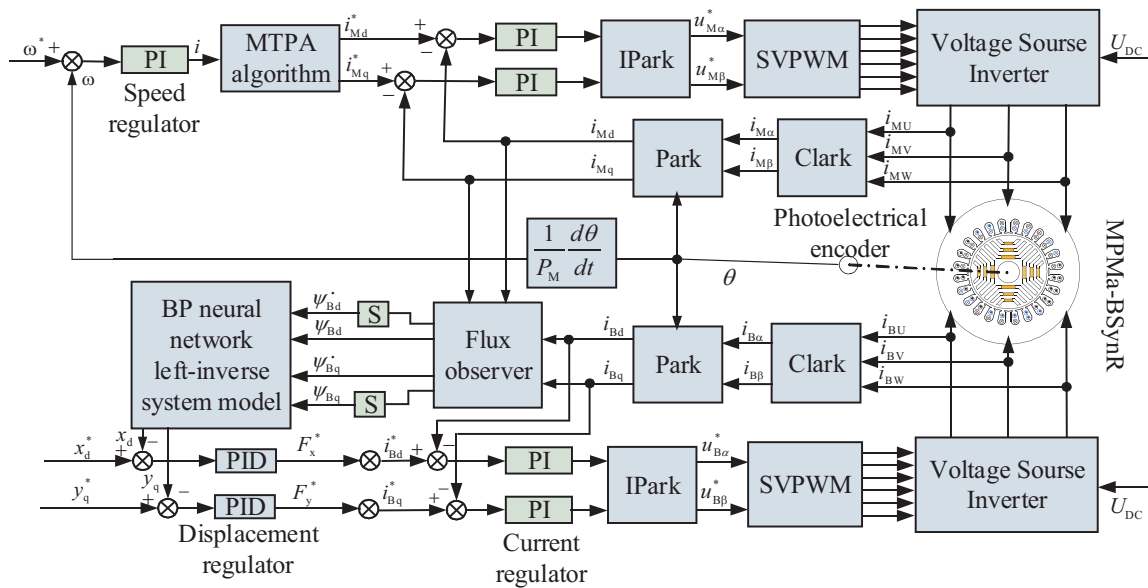 ω* + ω
PI
Speed
regulator
i
MTPA
algorithm
i*Md
i*Mq
+
−
+
−
PI
PI
IPark
u*Mα
u*Mβ
SVPWM
Voltage Sourse
Inverter
UDC
iMd
iMq
Park
iMα
iMβ
Clark
iMU
iMV
iMW
Photoelectrical
encoder
MPMa-BSynR
1/PM dθ/dt
θ
BP neural
network
left-inverse
system model
ψ̇Bd
ψBd
ψ̇Bq
ψBq
S
S
Flux
observer
iBd
iBq
Park
iBα
iBβ
Clark
iBU
iBV
iBW
x*d
+
xd
−
PID
F*x
i*Bd
+
−
PI
y*q
+
yq
−
PID
F*y
i*Bq
+
−
PI
Displacement
regulator
Current
regulator
IPark
u*Bα
u*Bβ
SVPWM
Voltage Sourse
Inverter
UDC